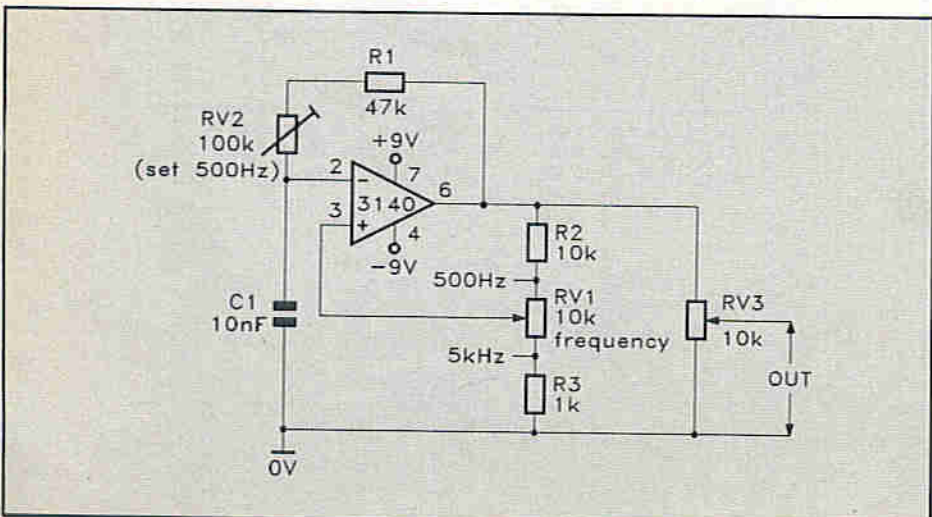 R1
47k
RV2
100k
(set 500Hz)
+9V
2
-
7
6
3140
3
+
4
-9V
R2
10k
500Hz
RV1
10k
frequency
5kHz
R3
1k
C1
10nF
RV3
10k
OUT
0V